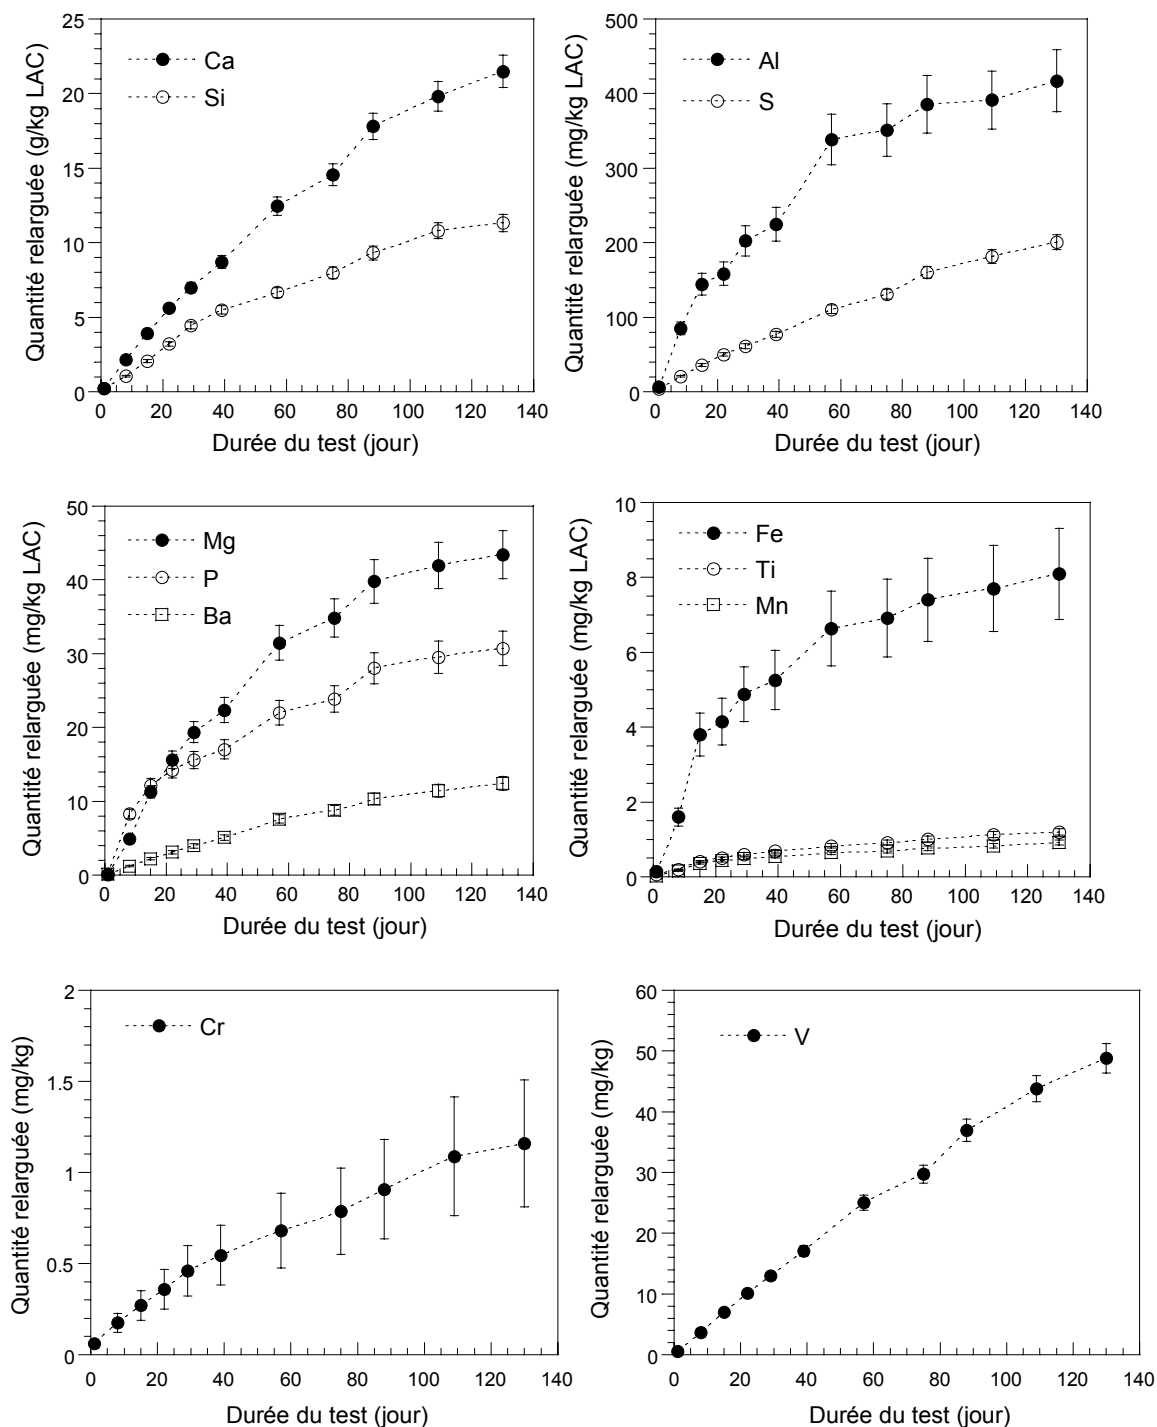 Quantité relarguée (g/kg LAC)
25
20
15
10
5
0
Ca
Si
0 20 40 60 80 100 120 140
Durée du test (jour)
Quantité relarguée (mg/kg LAC)
500
400
300
200
100
0
Al
S
0 20 40 60 80 100 120 140
Durée du test (jour)
Quantité relarguée (mg/kg LAC)
50
40
30
20
10
0
Mg
P
Ba
0 20 40 60 80 100 120 140
Durée du test (jour)
Quantité relarguée (mg/kg LAC)
10
8
6
4
2
0
Fe
Ti
Mn
0 20 40 60 80 100 120 140
Durée du test (jour)
Quantité relarguée (mg/kg)
2
1.5
1
0.5
0
Cr
0 20 40 60 80 100 120 140
Durée du test (jour)
Quantité relarguée (mg/kg)
60
50
40
30
20
10
0
V
0 20 40 60 80 100 120 140
Durée du test (jour)